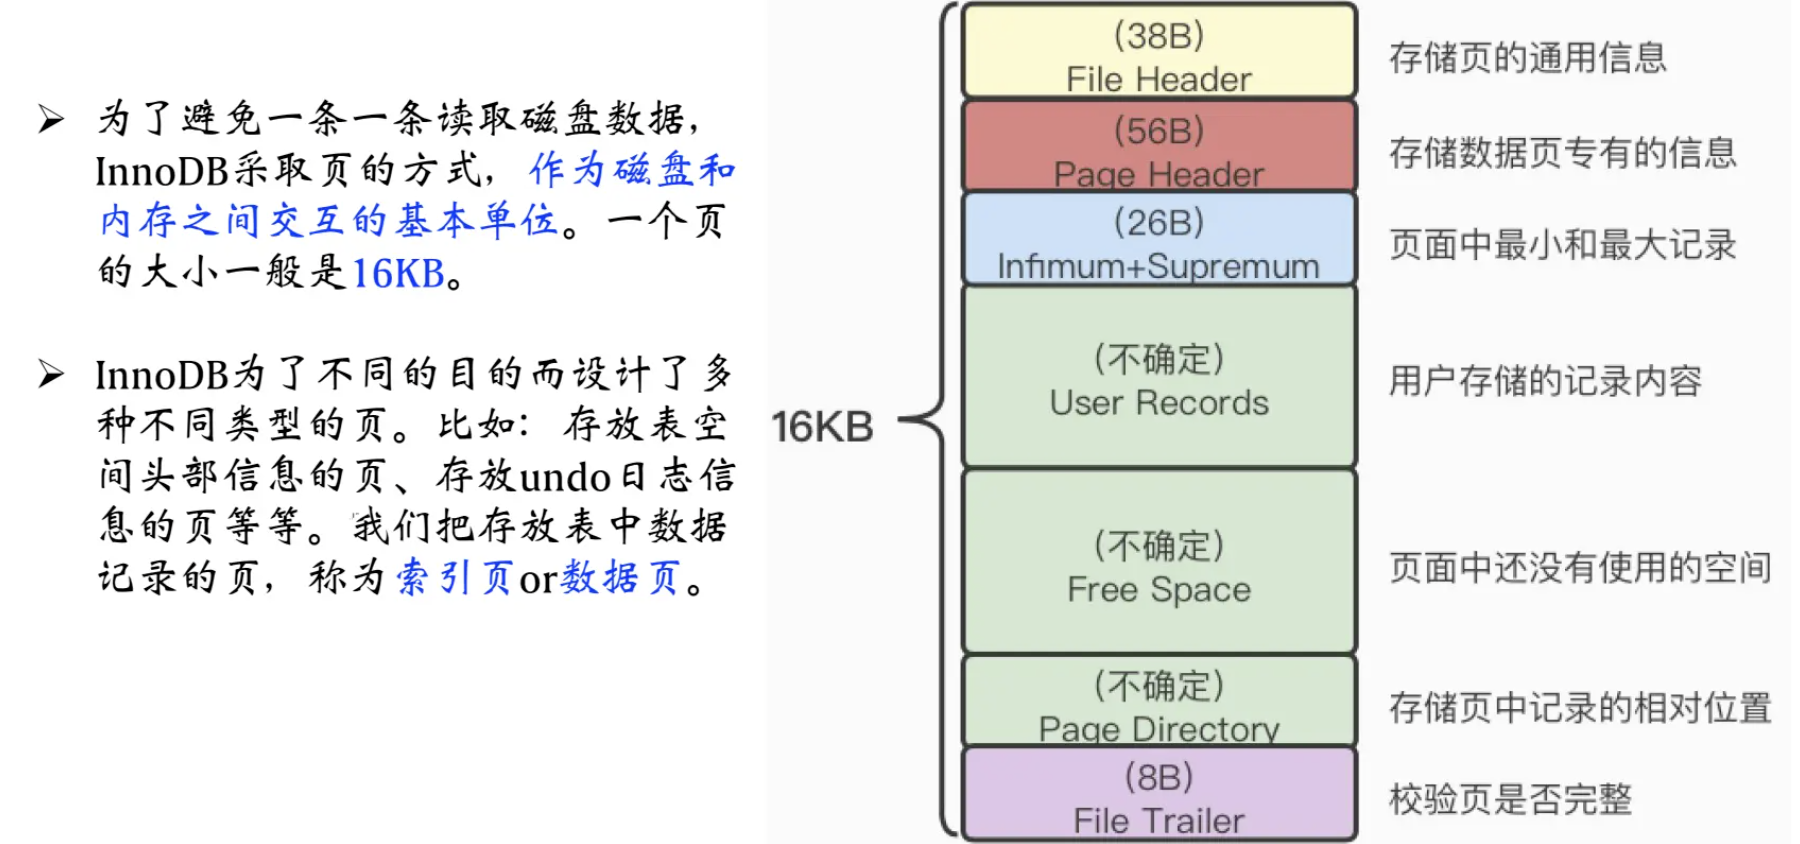 ➢ 为了避免一条一条读取磁盘数据，
InnoDB采取页的方式，作为磁盘和
内存之间交互的基本单位。一个页
的大小一般是16KB。
➢ InnoDB为了不同的目的而设计了多
种不同类型的页。比如：存放表空
间头部信息的页、存放undo日志信
息的页等等。我们把存放表中数据
记录的页，称为索引页or数据页。
16KB
(38B)
File Header
存储页的通用信息
(56B)
Page Header
存储数据页专有的信息
(26B)
Infimum+Supremum
页面中最小和最大记录
(不确定)
User Records
用户存储的记录内容
(不确定)
Free Space
页面中还没有使用的空间
(不确定)
Page Directory
存储页中记录的相对位置
(8B)
File Trailer
校验页是否完整